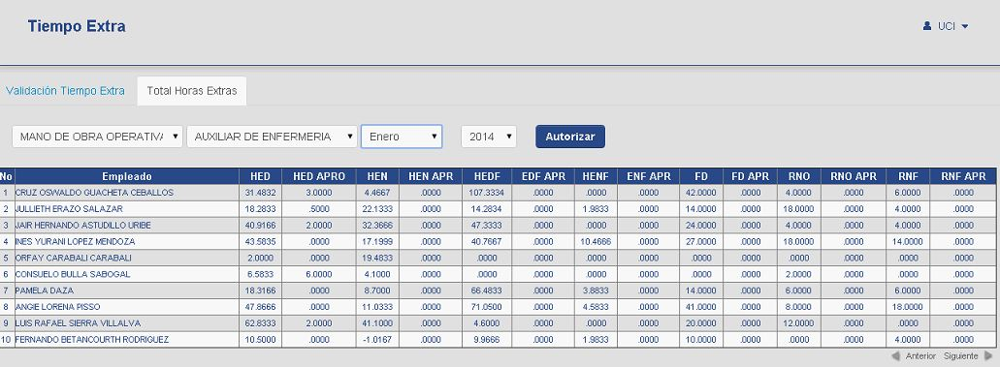 Tiempo Extra
UCI
Validación Tiempo Extra Total Horas Extras
MANO DE OBRA OPERATIVA AUXILIAR DE ENFERMERIA Enero 2014 Autorizar
No Empleado HED HED APRO HEN HEN APR HEDF EDF APR HENF ENF APR FD FD APR RNO RNO APR RNF RNF APR
1 CRUZ OSWALDO GUACHETA CEBALLOS 31.4832 3.0000 4.4667 .0000 107.3334 .0000 .0000 .0000 42.0000 .0000 4.0000 .0000 6.0000 .0000
2 JULLIETH ERAZO SALAZAR 18.2833 .5000 22.1333 .0000 14.2834 .0000 1.9833 .0000 14.0000 .0000 18.0000 .0000 4.0000 .0000
3 JAIR HERNANDO ASTUDILLO URIBE 40.9166 2.0000 32.3666 .0000 47.3333 .0000 .0000 .0000 24.0000 .0000 4.0000 .0000 4.0000 .0000
4 INES YURANI LOPEZ MENDOZA 43.5835 .0000 17.1999 .0000 40.7667 .0000 10.4666 .0000 27.0000 .0000 18.0000 .0000 14.0000 .0000
5 ORFAY CARABALI CARABALI 2.0000 .0000 19.4833 .0000 .0000 .0000 .0000 .0000 .0000 .0000 .0000 .0000 .0000 .0000
6 CONSUELO BULLA SABOGAL 6.5833 6.0000 4.1000 .0000 .0000 .0000 .0000 .0000 .0000 .0000 2.0000 .0000 .0000 .0000
7 PAMELA DAZA 18.3166 .0000 8.7000 .0000 66.4833 .0000 3.8833 .0000 14.0000 .0000 6.0000 .0000 6.0000 .0000
8 ANGIE LORENA PISSO 47.8666 .0000 11.0333 .0000 71.0500 .0000 4.5833 .0000 41.0000 .0000 8.0000 .0000 18.0000 .0000
9 LUIS RAFAEL SIERRA VILLALVA 62.8333 2.0000 41.1000 .0000 4.6000 .0000 .0000 .0000 20.0000 .0000 12.0000 .0000 .0000 .0000
10 FERNANDO BETANCOURTH RODRIGUEZ 10.5000 .0000 -1.0167 .0000 9.9666 .0000 1.9833 .0000 10.0000 .0000 .0000 .0000 4.0000 .0000
Anterior Siguiente